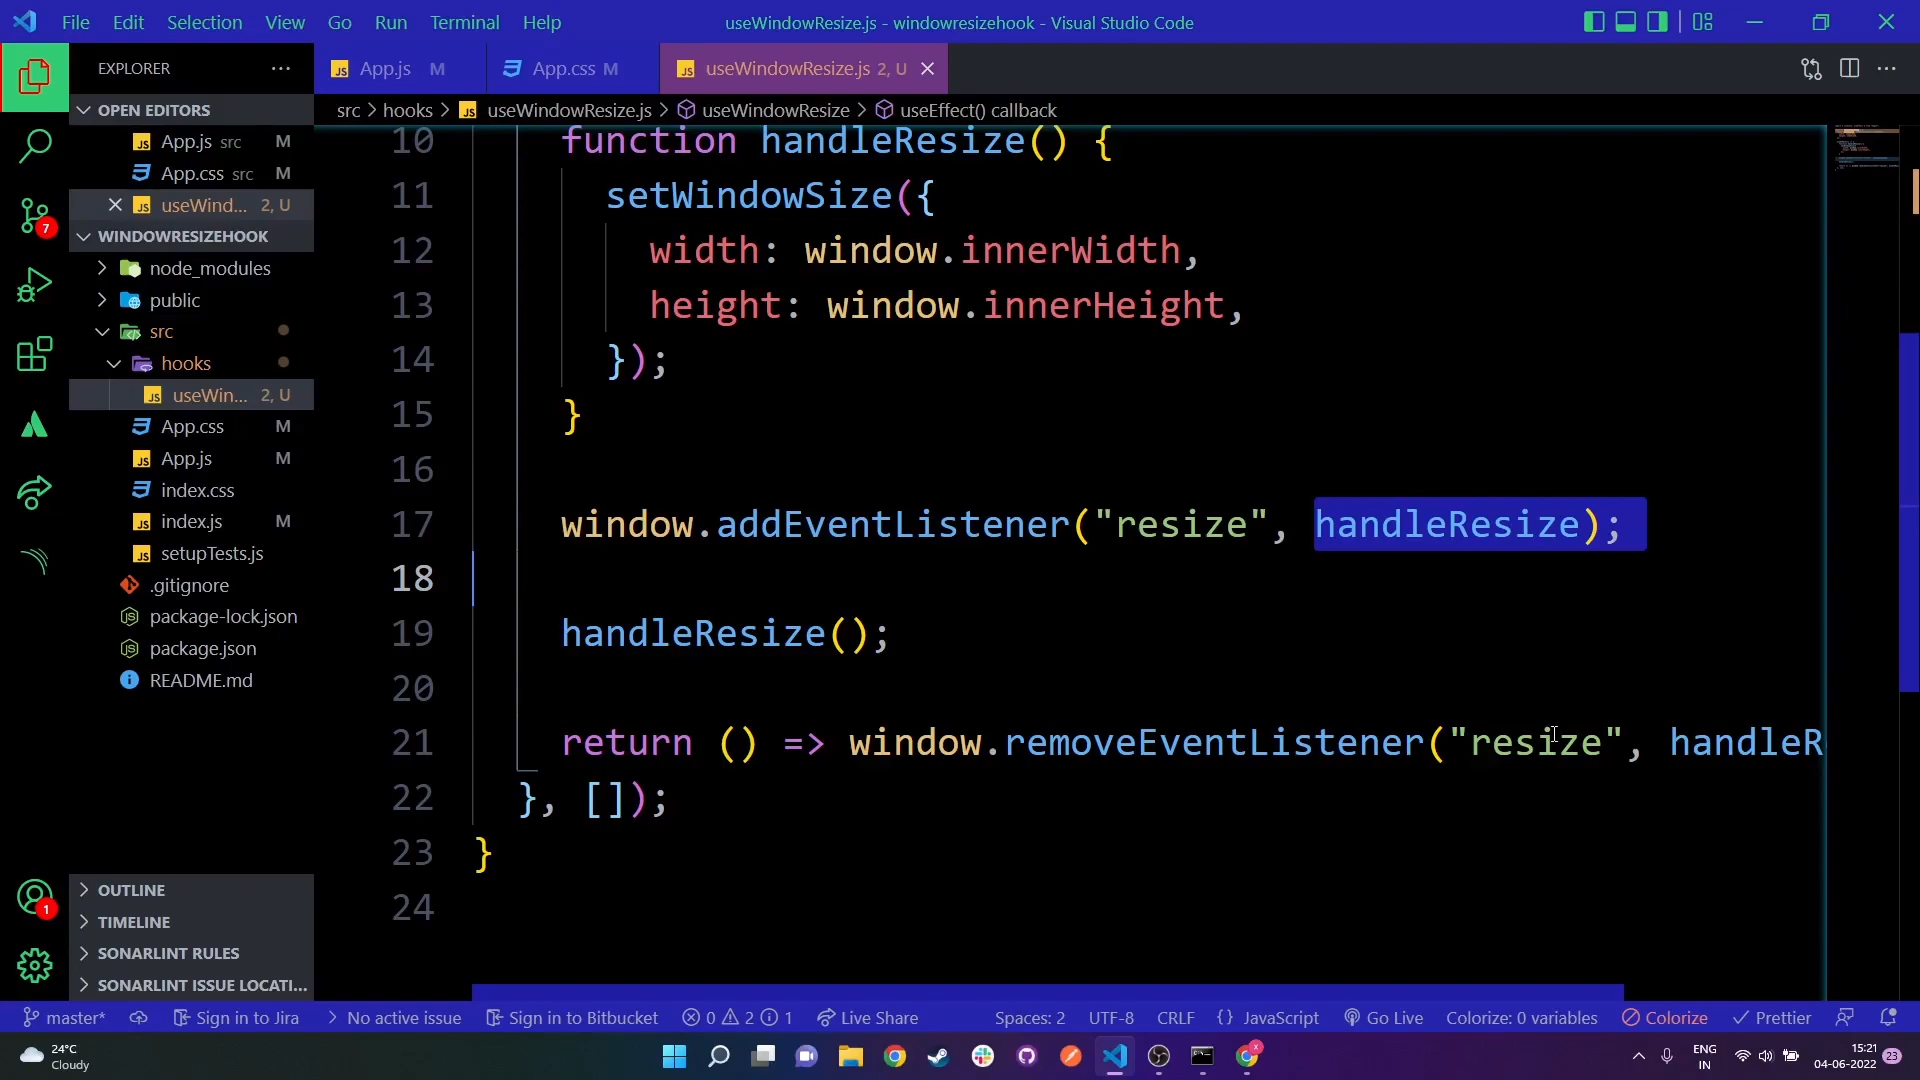 File Edit Selection View Go Run Terminal Help
useWindowResize.js - windowresizehook - Visual Studio Code
EXPLORER
App.js M
App.css M
useWindowResize.js 2, U
src > hooks > useWindowResize.js > useWindowResize > useEffect() callback
OPEN EDITORS
App.js src M
App.css src M
useWind... 2, U
WINDOWRESIZEHOOK
node_modules
public
src
hooks
useWin... 2, U
App.css M
App.js M
index.css
index.js M
setupTests.js
.gitignore
package-lock.json
package.json
README.md
OUTLINE
TIMELINE
SONARLINT RULES
SONARLINT ISSUE LOCATI...
7
1
10 function handleResize() {
11 setWindowSize({
12 width: window.innerWidth,
13 height: window.innerHeight,
14 });
15 }
16
17 window.addEventListener("resize", handleResize);
18
19 handleResize();
20
21 return () => window.removeEventListener("resize", handleR
22 }, []);
23 }
24
master* Sign in to Jira No active issue Sign in to Bitbucket 0 2 1 Live Share Spaces: 2 UTF-8 CRLF {} JavaScript Go Live Colorize: 0 variables Colorize Prettier
24°C
Cloudy
ENG
IN
15:21
04-06-2022
23